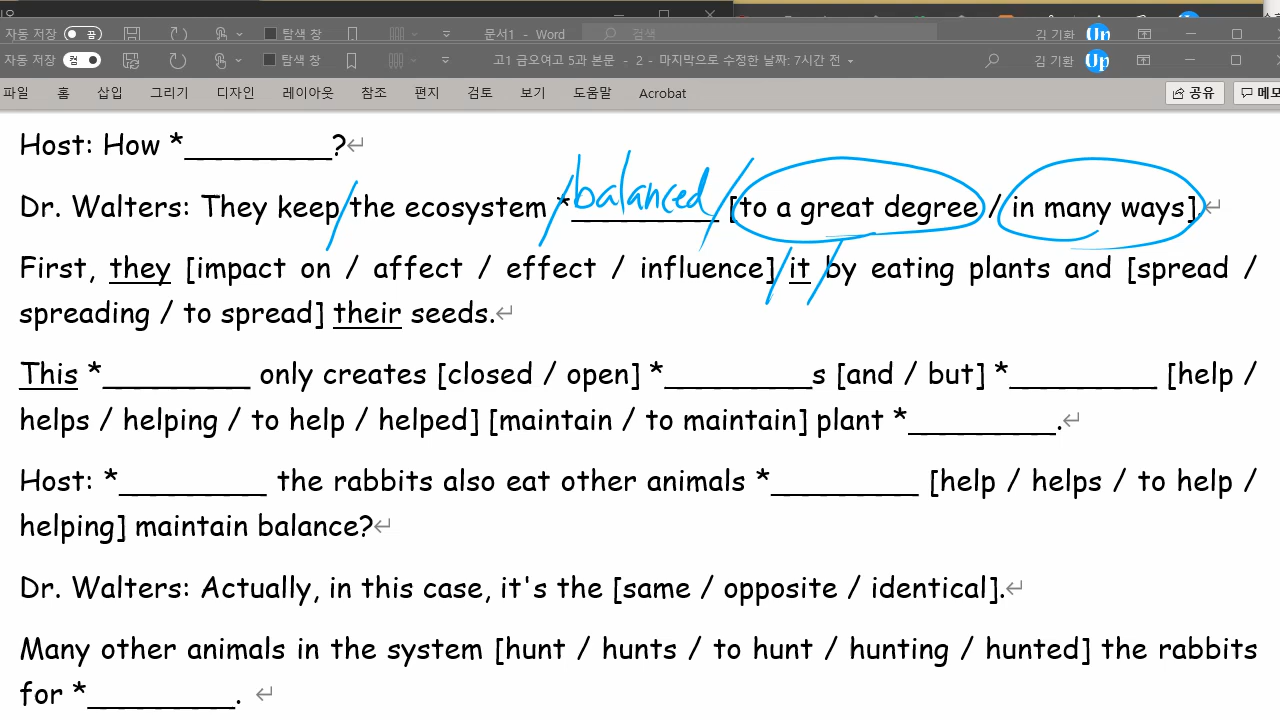 자동 저장 끔 탐색 창 문서1 - Word 검색 김 기환
자동 저장 켬 탐색 창 고1 금오여고 5과 본문 - 2 - 마지막으로 수정한 날짜: 7시간 전 김 기환 Up
파일 홈 삽입 그리기 디자인 레이아웃 참조 편지 검토 보기 도움말 Acrobat 공유 메모
Host: How *_________?
Dr. Walters: They keep the ecosystem *balanced [to a great degree / in many ways].
First, they [impact on / affect / effect / influence] it by eating plants and [spread /
spreading / to spread] their seeds.
This *_________ only creates [closed / open] *_________s [and / but] *_________ [help /
helps / helping / to help / helped] [maintain / to maintain] plant *_________.
Host: *_________ the rabbits also eat other animals *_________ [help / helps / to help /
helping] maintain balance?
Dr. Walters: Actually, in this case, it's the [same / opposite / identical].
Many other animals in the system [hunt / hunts / to hunt / hunting / hunted] the rabbits
for *_________.